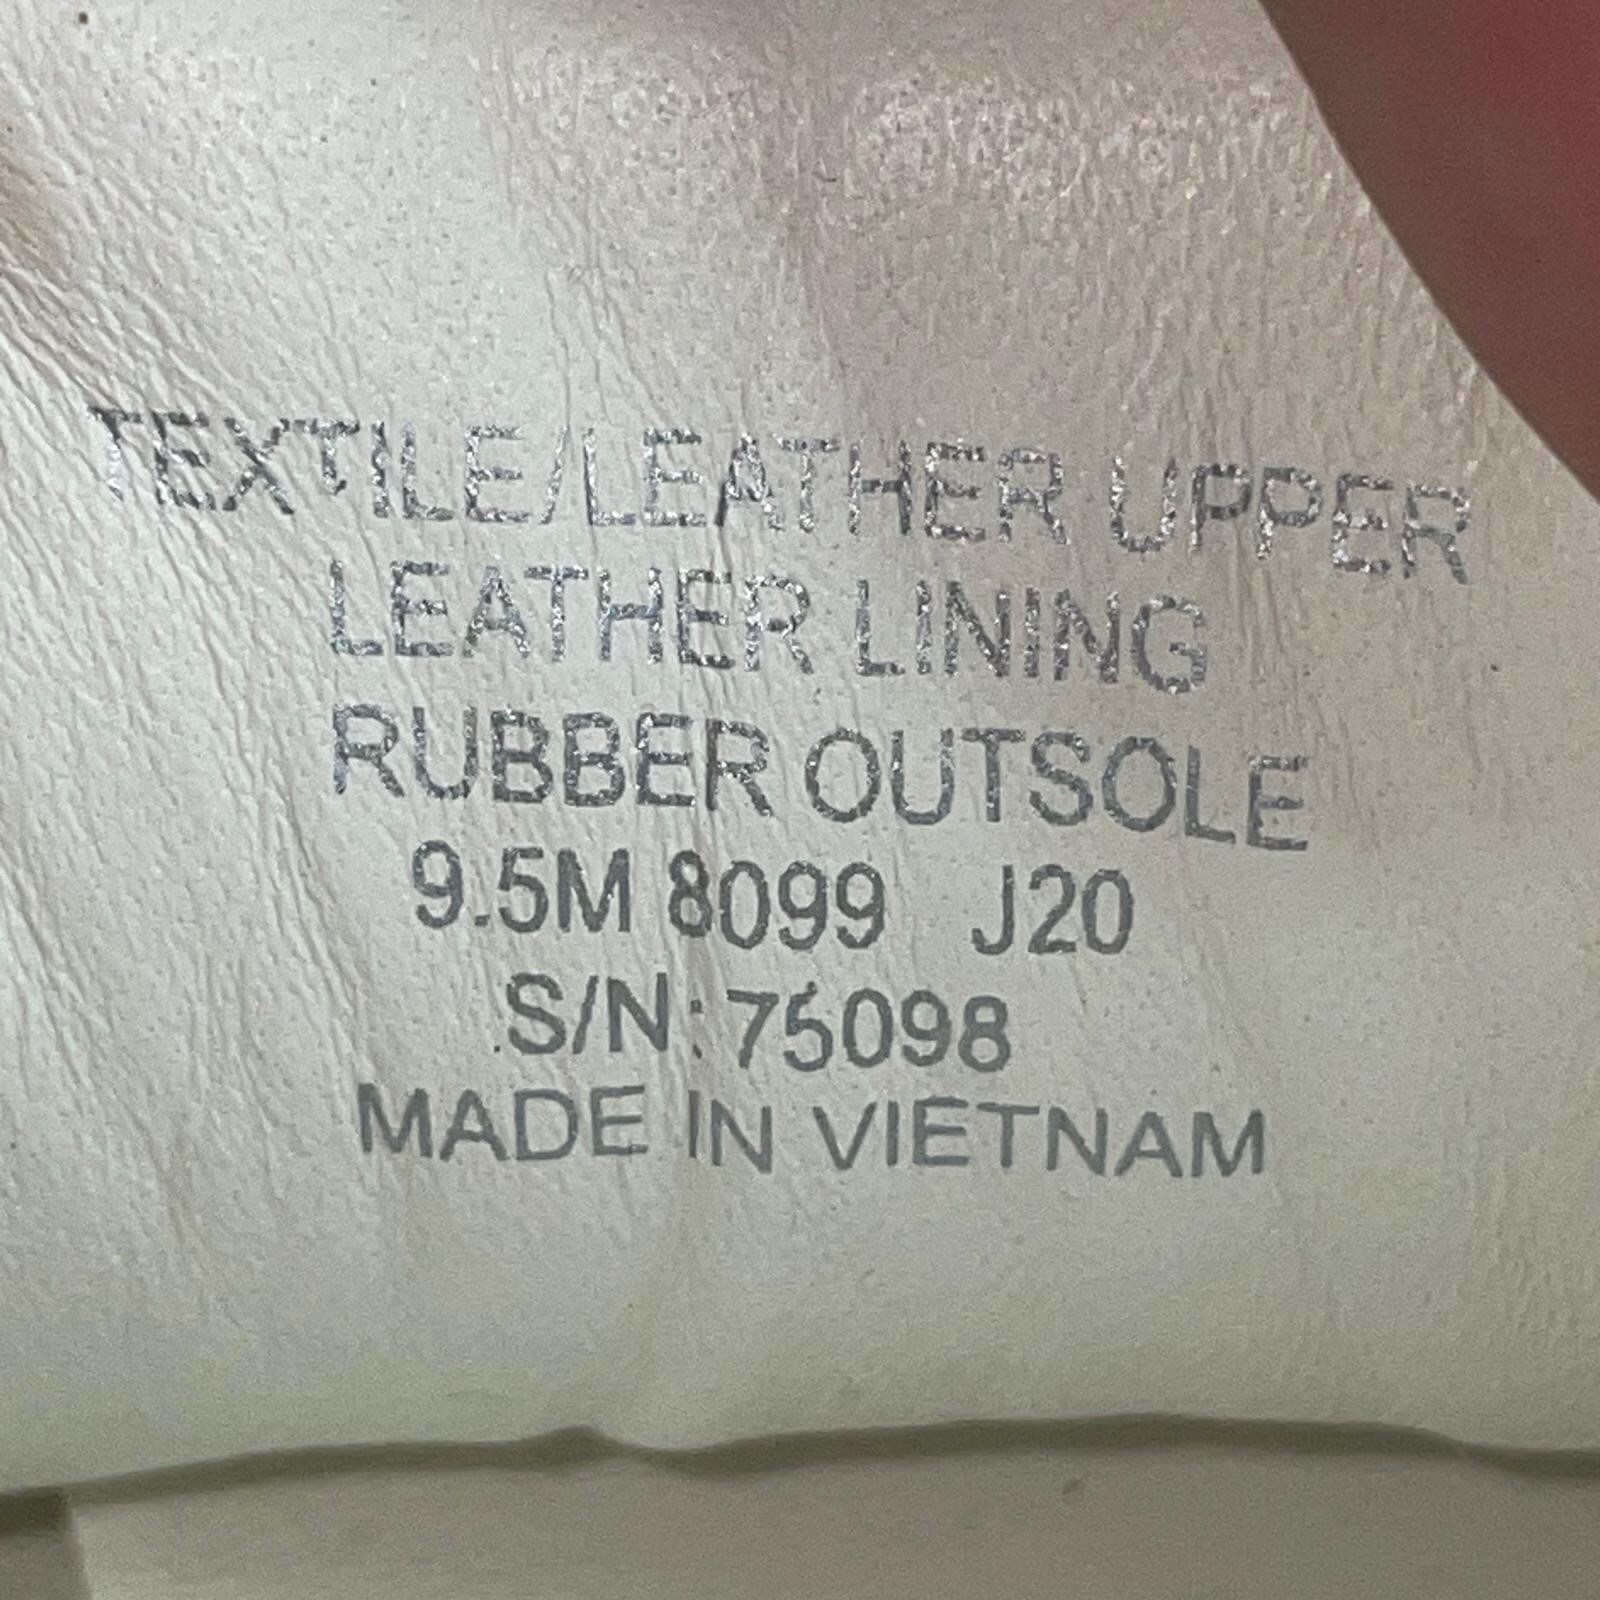 TEXTILE/LEATHER UPPER
LEATHER LINING
RUBBER OUTSOLE
9.5M 8099 J20
S/N: 75098
MADE IN VIETNAM